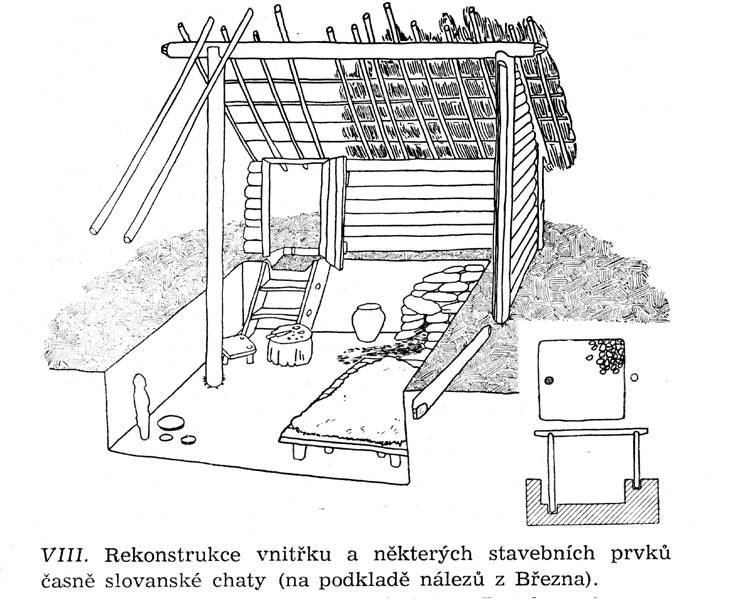 VIII. Rekonstrukce vnitřku a některých stavebních prvků
časně slovanské chaty (na podkladě nálezů z Března).